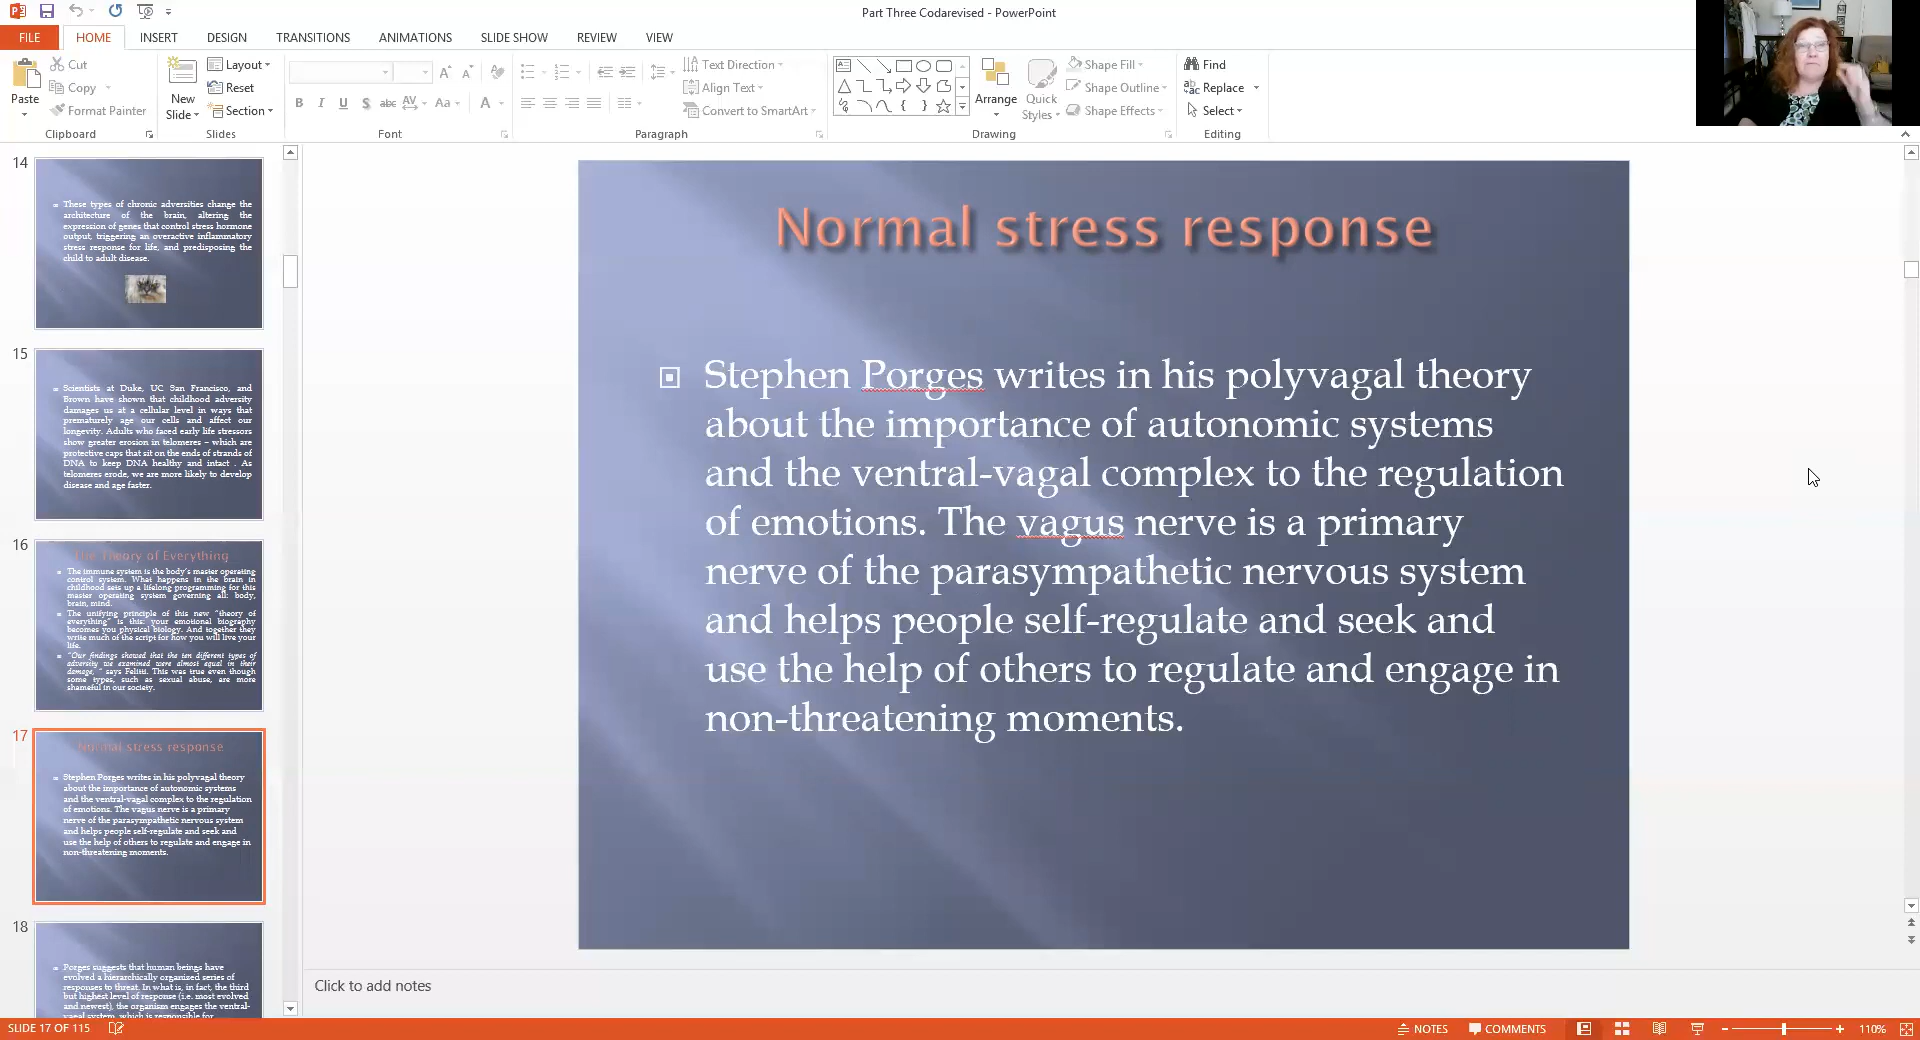 Part Three Codarevised - PowerPoint
FILE
HOME
INSERT
DESIGN
TRANSITIONS
ANIMATIONS
SLIDE SHOW
REVIEW
VIEW
Paste
Cut
Copy
Format Painter
Clipboard
New
Slide
Layout
Reset
Section
Slides
Font
Text Direction
Align Text
Convert to SmartArt
Paragraph
Arrange
Quick
Styles
Shape Fill
Shape Outline
Shape Effects
Drawing
Find
Replace
Select
Editing
14
These types of chronic adversities change the
architecture of the brain, altering the
expression of genes that control stress hormone
output, triggering an overactive inflammatory
stress response for life, and predisposing the
child to adult disease.
15
Scientists at Duke, UC San Francisco, and
Brown have shown that childhood adversity
damages us at a cellular level in ways that
prematurely age our cells and affect our
longevity. Adults who faced early life stressors
show greater erosion in telomeres – which are
protective caps that sit on the ends of strands of
DNA to keep DNA healthy and intact . As
telomeres erode, we are more likely to develop
disease and age faster.
16
The Theory of Everything
The immune system is the body's master operating
control system. What happens in the brain in
childhood sets up a lifelong programming for this
master operating system governing all: body,
brain, mind.
The unifying principle of this new "theory of
everything" is this: your emotional biography
becomes you physical biology. And together they
write much of the script for how you will live your
life.
"Our findings showed that the ten different types of
adversity we examined were almost equal in their
damage," says Felitti. This was true even though
some types, such as sexual abuse, are more
shameful in our society.
17
Normal stress response
Stephen Porges writes in his polyvagal theory
about the importance of autonomic systems
and the ventral-vagal complex to the regulation
of emotions. The vagus nerve is a primary
nerve of the parasympathetic nervous system
and helps people self-regulate and seek and
use the help of others to regulate and engage in
non-threatening moments.
18
Porges suggests that human beings have
evolved a hierarchically organized series of
responses to threat. In what is, in fact, the third
but highest level of response (i.e. most evolved
and newest), the organism engages the ventral-
vagal system, which is responsible for
Normal stress response
Stephen Porges writes in his polyvagal theory
about the importance of autonomic systems
and the ventral-vagal complex to the regulation
of emotions. The vagus nerve is a primary
nerve of the parasympathetic nervous system
and helps people self-regulate and seek and
use the help of others to regulate and engage in
non-threatening moments.
Click to add notes
SLIDE 17 OF 115
NOTES
COMMENTS
110%